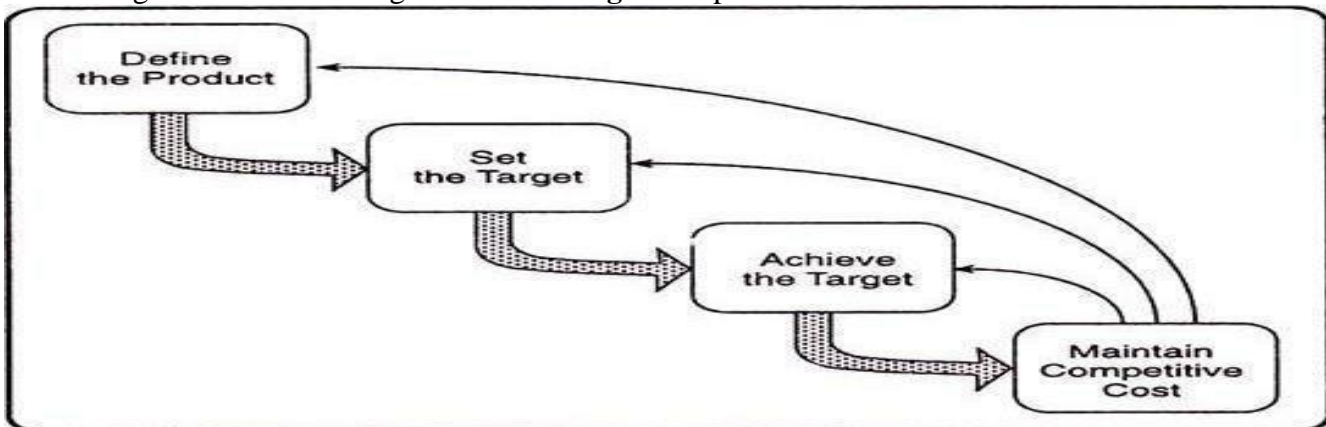 Define
the Product
Set
the Target
Achieve
the Target
Maintain
Competitive
Cost